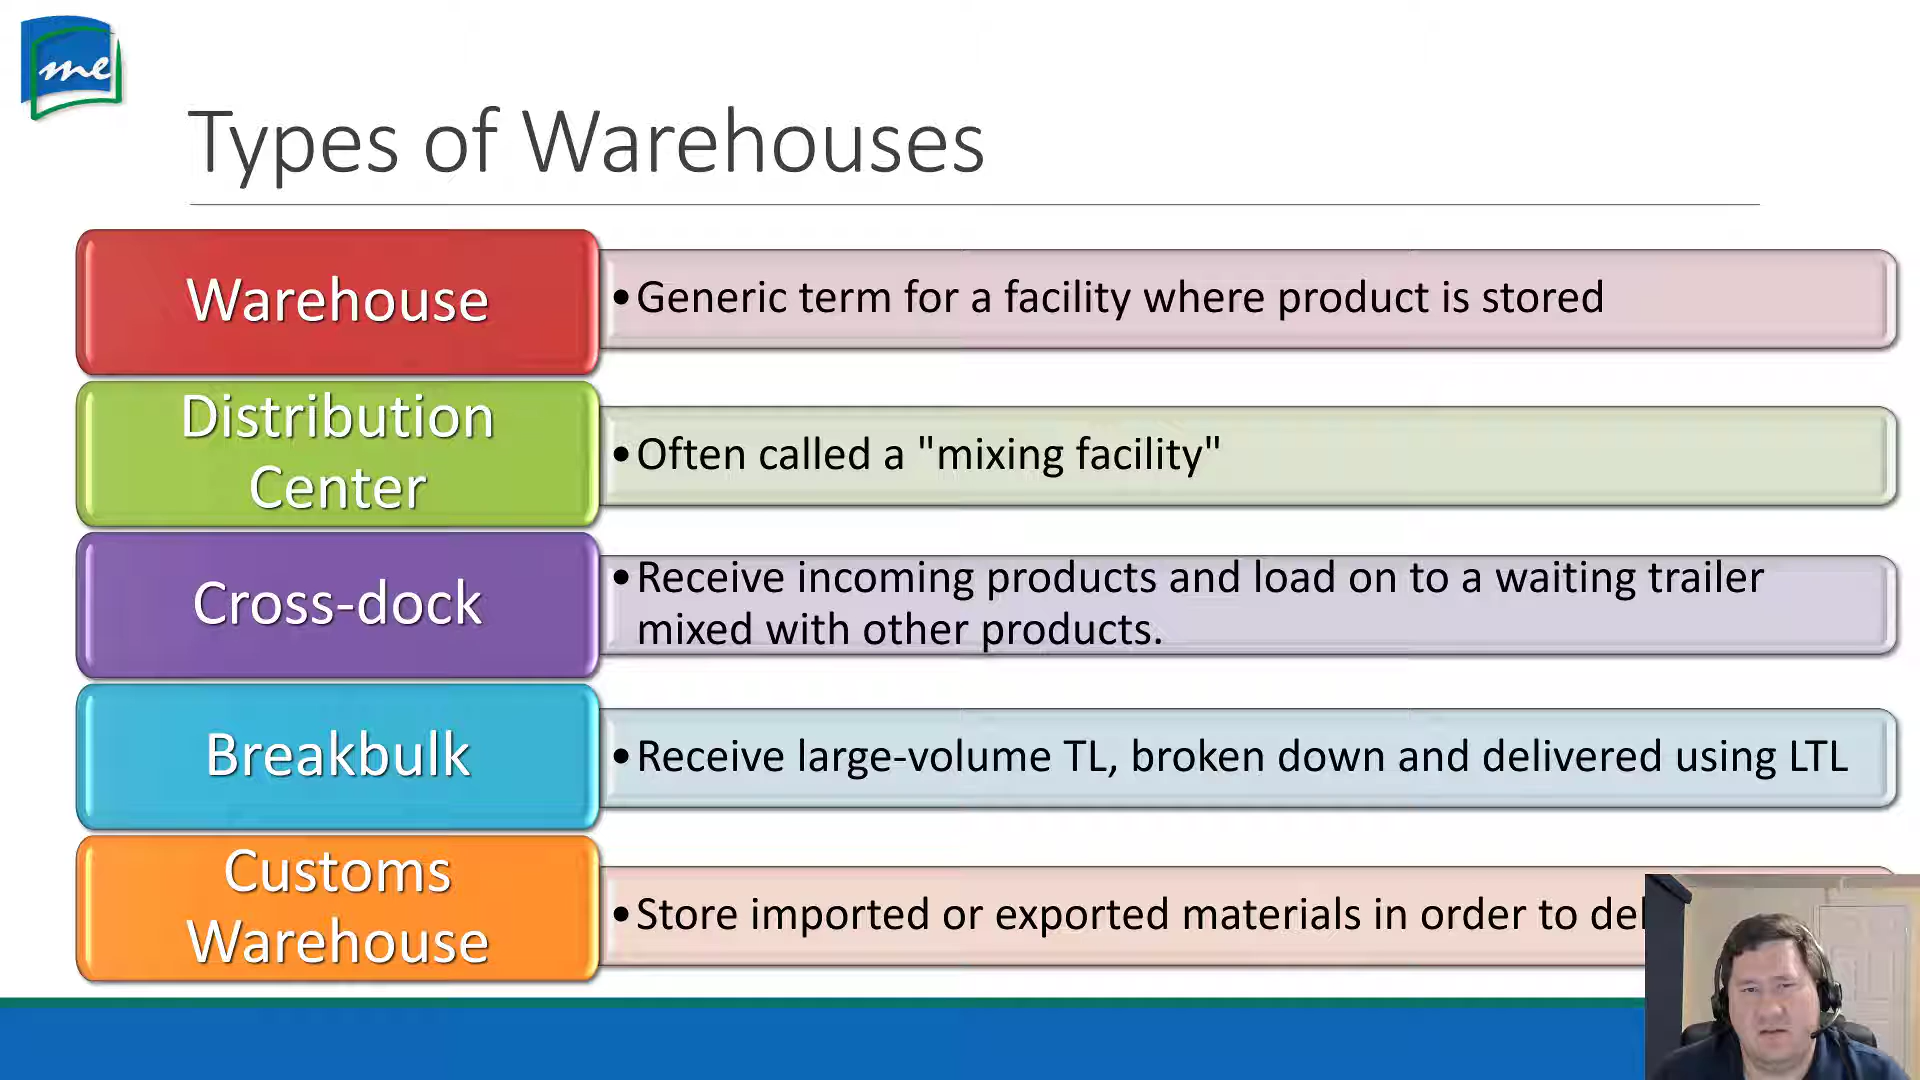 me
Types of Warehouses
Warehouse
•Generic term for a facility where product is stored
Distribution
Center
•Often called a "mixing facility"
Cross-dock
•Receive incoming products and load on to a waiting trailer
mixed with other products.
Breakbulk
•Receive large-volume TL, broken down and delivered using LTL
Customs
Warehouse
•Store imported or exported materials in order to